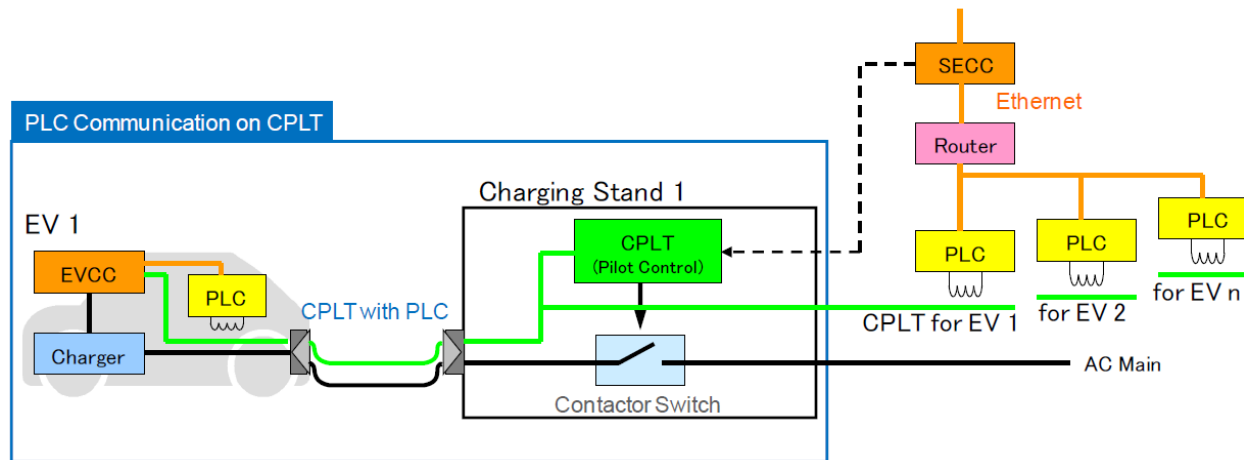 SECC
Ethernet
PLC Communication on CPLT
Router
Charging Stand 1
EV 1
CPLT
(Pilot Control)
PLC
PLC
PLC
EVCC
PLC
CPLT with PLC
CPLT for EV 1
for EV 2
for EV n
Charger
AC Main
Contactor Switch